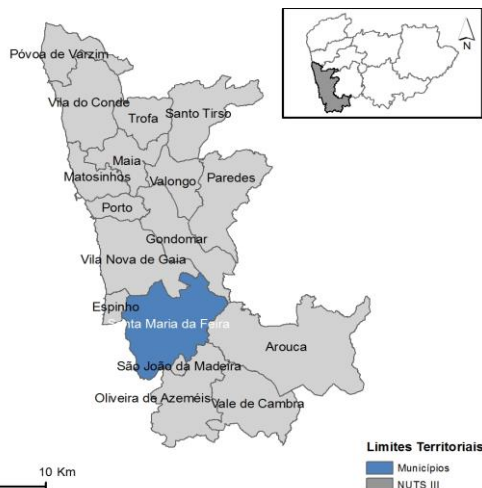 Póvoa de Varzim
Vila do Conde
Trofa
Santo Tirso
Maia
Matosinhos
Valongo
Paredes
Porto
Gondomar
Vila Nova de Gaia
Espinho
Santa Maria da Feira
Arouca
São João da Madeira
Oliveira de Azeméis
Vale de Cambra
N
Limites Territoriais
Municípios
NUTS III
10 Km